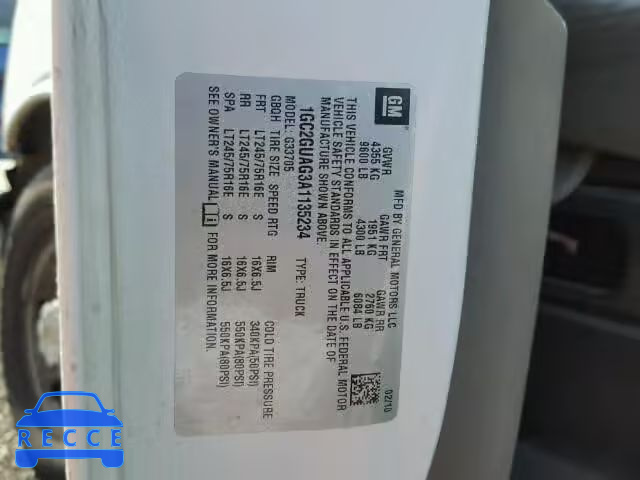 GM
MFD BY GENERAL MOTORS LLC
02/10
GVWR GAWR FRT GAWR RR
4355 KG 1951 KG 2760 KG
9600 LB 4300 LB 6084 LB
THIS VEHICLE CONFORMS TO ALL APPLICABLE U.S. FEDERAL MOTOR
VEHICLE SAFETY STANDARDS IN EFFECT ON THE DATE OF
MANUFACTURE SHOWN ABOVE.
1GC2GUAG3A1135234 TYPE: TRUCK
G33705
GBQH TIRE SIZE SPEED RTG RIM COLD TIRE PRESSURE
FRT LT245/75R16E S 16X6.5J 340KPA(50PSI)
RR LT245/75R16E S 16X6.5J 550KPA(80PSI)
SPA LT245/75R16E S 16X6.5J 550KPA(80PSI)
SEE OWNER'S MANUAL FOR MORE INFORMATION.
RECCE